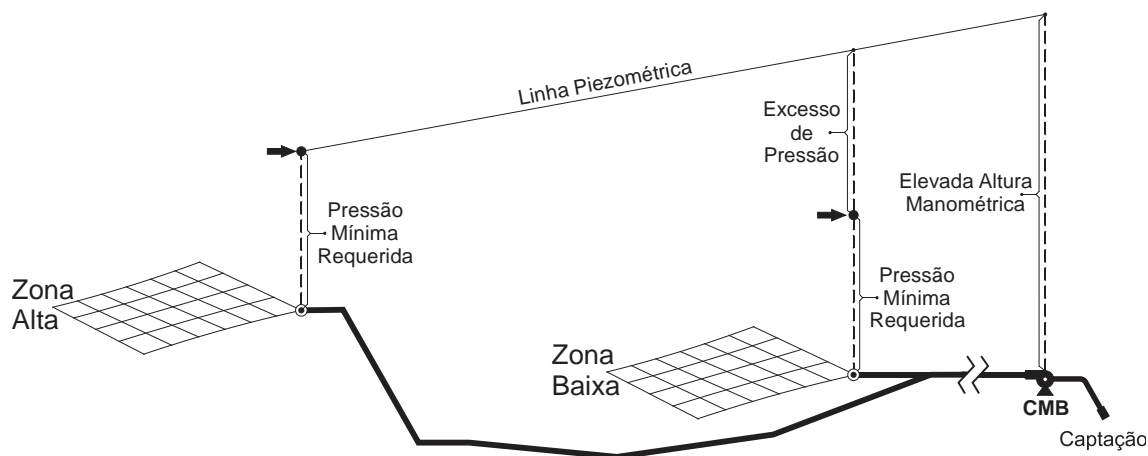 Linha Piezométrica
Excesso
de
Pressão
Elevada Altura
Manométrica
Pressão
Mínima
Requerida
Zona
Alta
Pressão
Mínima
Requerida
Zona
Baixa
CMB
Captação